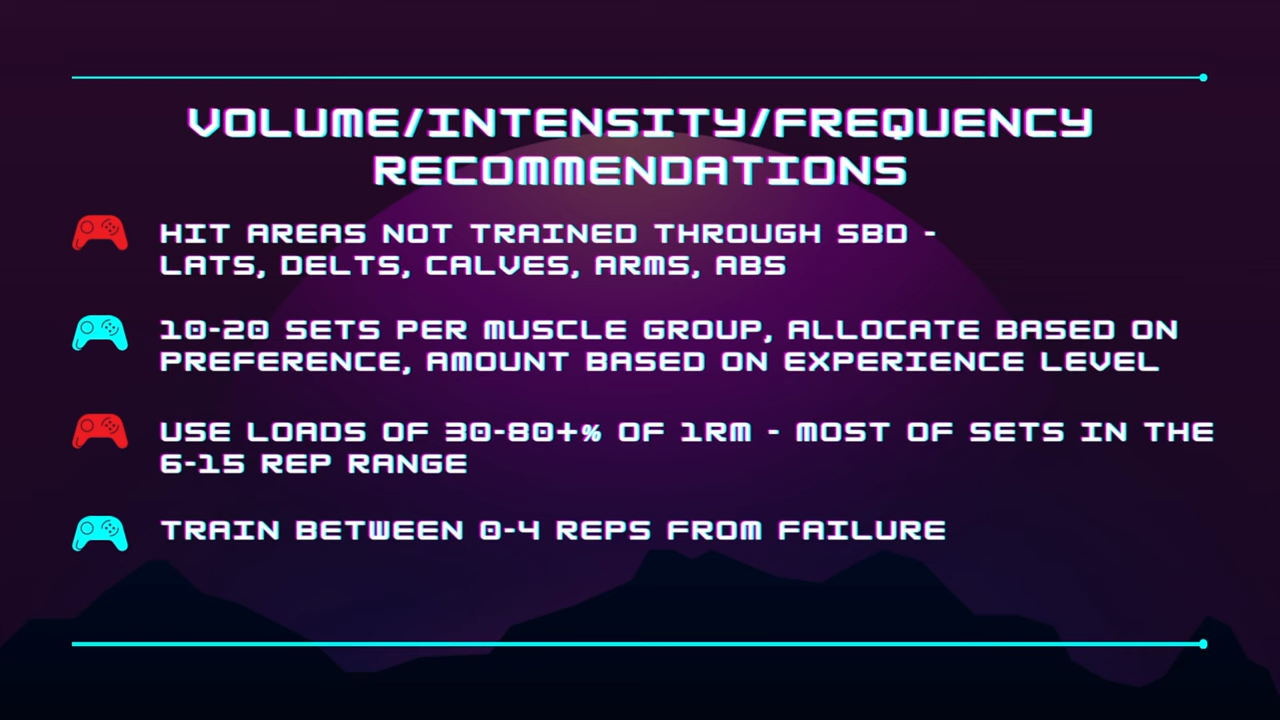 VOLUME/INTENSITY/FREQUENCY
RECOMMENDATIONS
HIT AREAS NOT TRAINED THROUGH SBD -
LATS, DELTS, CALVES, ARMS, ABS
10-20 SETS PER MUSCLE GROUP, ALLOCATE BASED ON
PREFERENCE, AMOUNT BASED ON EXPERIENCE LEVEL
USE LOADS OF 30-80+% OF 1RM - MOST OF SETS IN THE
6-15 REP RANGE
TRAIN BETWEEN 0-4 REPS FROM FAILURE